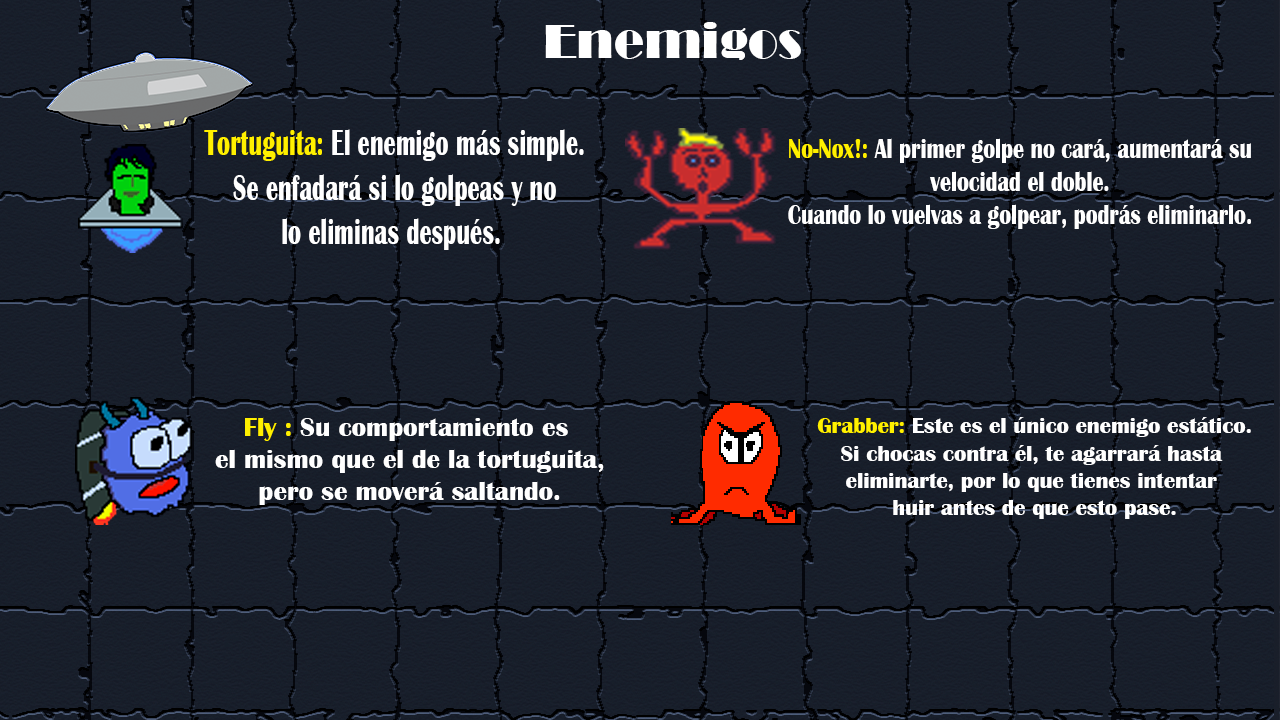 Enemigos
Tortuguita: El enemigo más simple.
Se enfadará si lo golpeas y no
lo eliminas después.
No-Nox!: Al primer golpe no cará, aumentará su
velocidad el doble.
Cuando lo vuelvas a golpear, podrás eliminarlo.
Fly : Su comportamiento es
el mismo que el de la tortuguita,
pero se moverá saltando.
Grabber: Este es el único enemigo estático.
Si chocas contra él, te agarrará hasta
eliminarte, por lo que tienes intentar
huir antes de que esto pase.